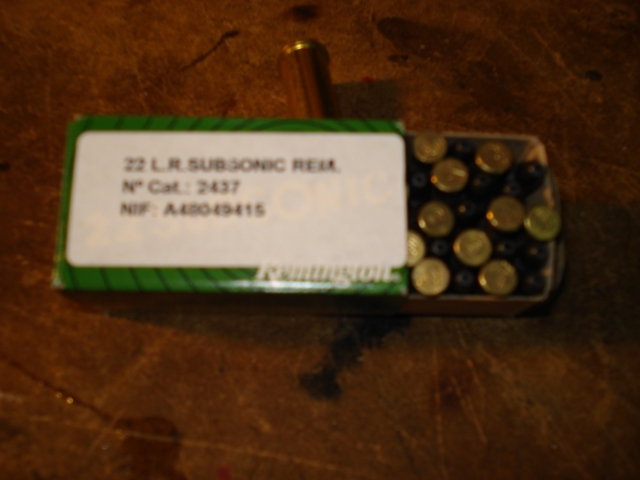 22 L.R.SUBSONIC REM.
Nº Cat.: 2437
NIF: A48049415
Remington